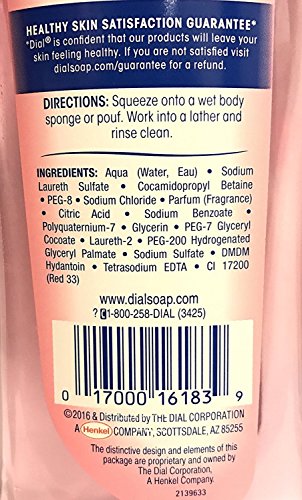 HEALTHY SKIN SATISFACTION GUARANTEE*
*Dial® is confident that our products will leave your
skin feeling healthy. If you are not satisfied visit
dialsoap.com/guarantee for a refund.
DIRECTIONS: Squeeze onto a wet body
sponge or pouf. Work into a lather and
rinse clean.
INGREDIENTS: Aqua (Water, Eau) • Sodium
Laureth Sulfate • Cocamidopropyl Betaine
• PEG-8 • Sodium Chloride • Parfum (Fragrance)
• Citric Acid • Sodium Benzoate •
Polyquaternium-7 • Glycerin • PEG-7 Glyceryl
Cocoate • Laureth-2 • PEG-200 Hydrogenated
Glyceryl Palmate • Sodium Sulfate • DMDM
Hydantoin • Tetrasodium EDTA • CI 17200
(Red 33)
www.dialsoap.com
? 1-800-258-DIAL (3425)
0 17000 16183 9
©2016 & Distributed by THE DIAL CORPORATION
A Henkel COMPANY, SCOTTSDALE, AZ 85255
The distinctive design and elements of this
package are proprietary and owned by
The Dial Corporation,
A Henkel Company. 2139633